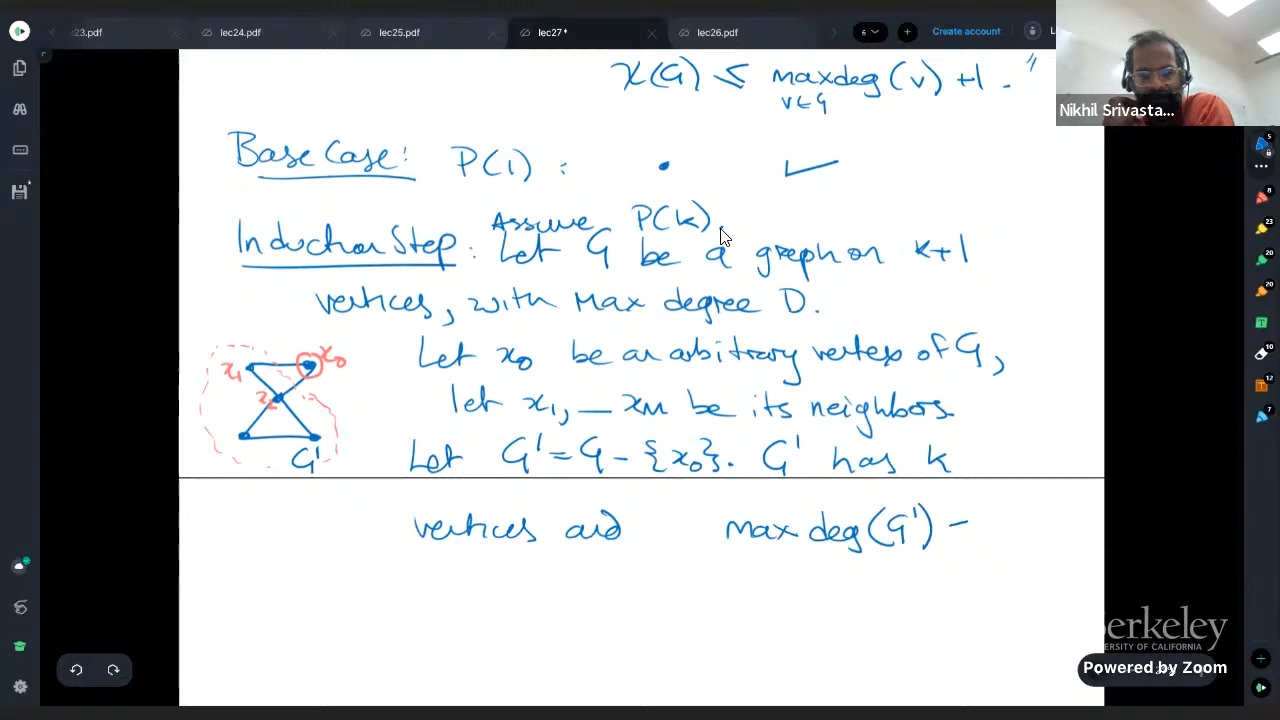 23.pdf
lec24.pdf
lec25.pdf
lec27*
lec26.pdf
6
Create account
Nikhil Srivasta...
χ(G) ≤ max deg(v) + 1 . "
v∈G
Base Case: P(1) : • ✓
Assume P(k).
Induction Step: Let G be a graph on k+1
vertices, with max degree D.
Let x₀ be an arbitrary vertex of G,
let x₁, — xₘ be its neighbors.
Let G' = G - {x₀}. G' has k
vertices and max deg(G') -
x₀
x₁
x₂
G'
Berkeley
UNIVERSITY OF CALIFORNIA
Powered by Zoom